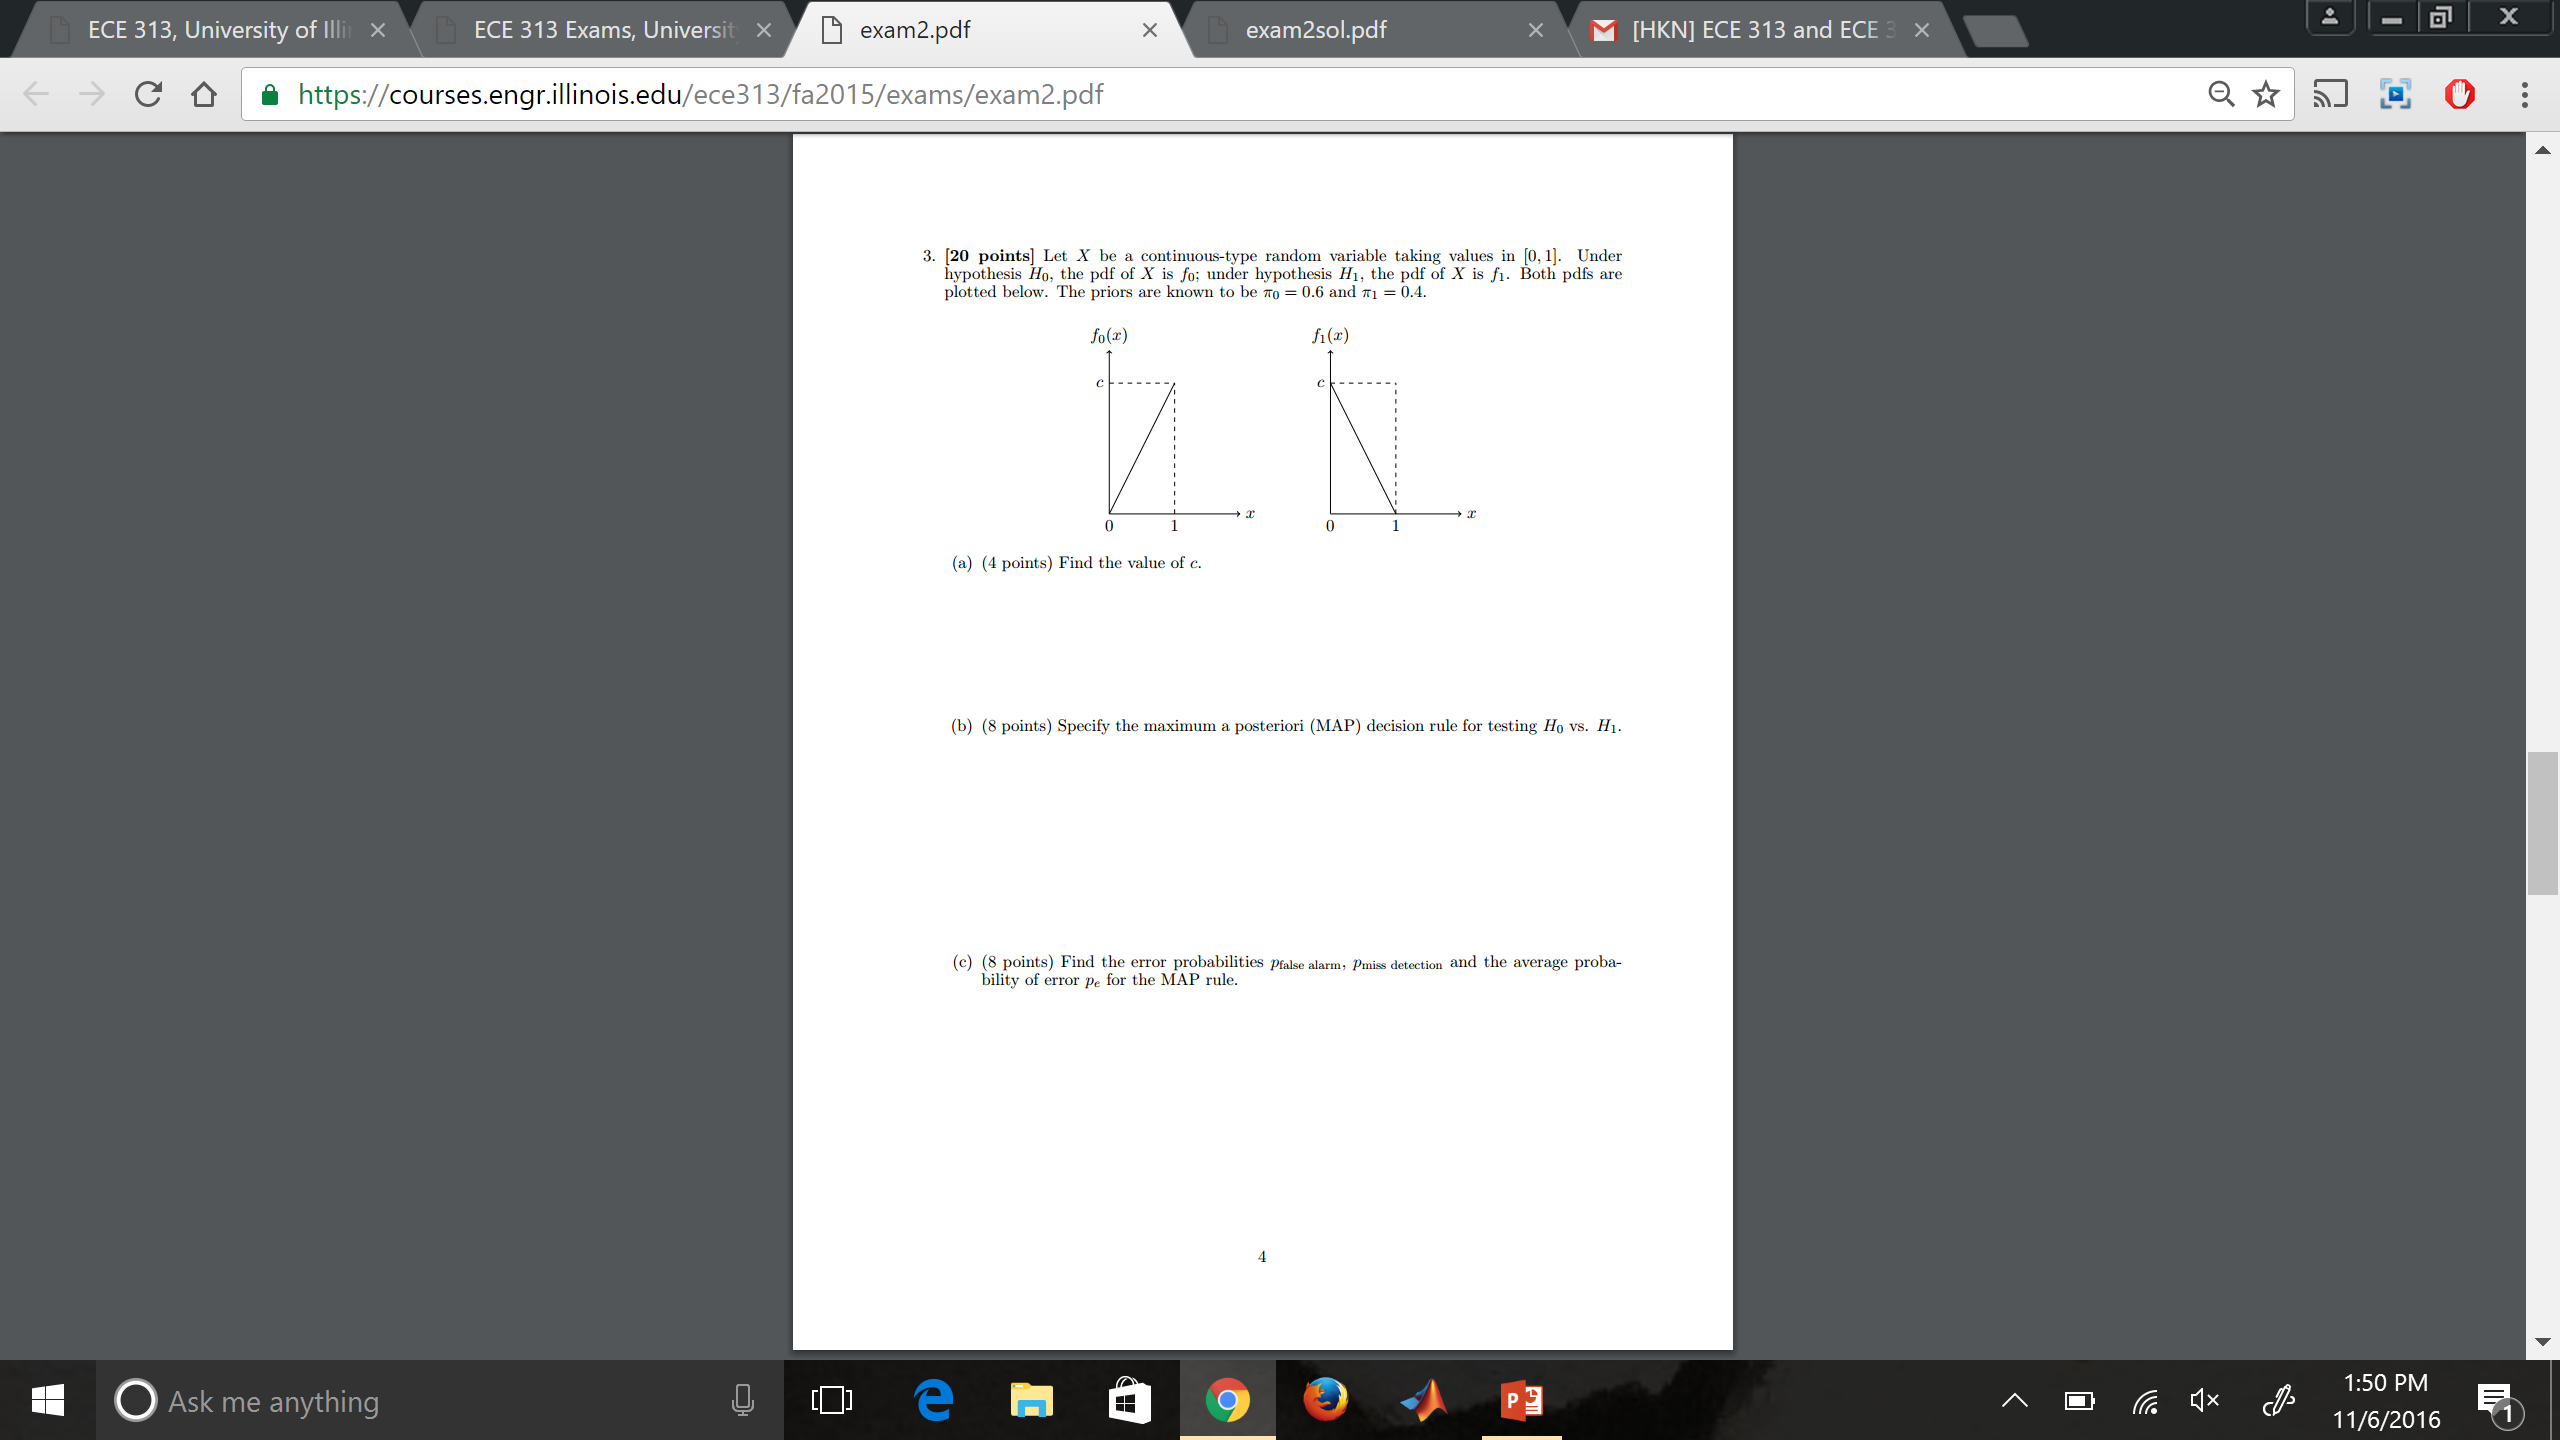 ECE 313, University of Illi
ECE 313 Exams, Universit
exam2.pdf
exam2sol.pdf
[HKN] ECE 313 and ECE 3
https://courses.engr.illinois.edu/ece313/fa2015/exams/exam2.pdf
3. [20 points] Let X be a continuous-type random variable taking values in [0, 1]. Under
hypothesis H₀, the pdf of X is f₀; under hypothesis H₁, the pdf of X is f₁. Both pdfs are
plotted below. The priors are known to be π₀ = 0.6 and π₁ = 0.4.
f₀(x) f₁(x)
c c
x x
0 1 0 1
(a) (4 points) Find the value of c.
(b) (8 points) Specify the maximum a posteriori (MAP) decision rule for testing H₀ vs. H₁.
(c) (8 points) Find the error probabilities p_false alarm, p_miss detection and the average proba-
bility of error pₑ for the MAP rule.
4
Ask me anything
1:50 PM
11/6/2016
1